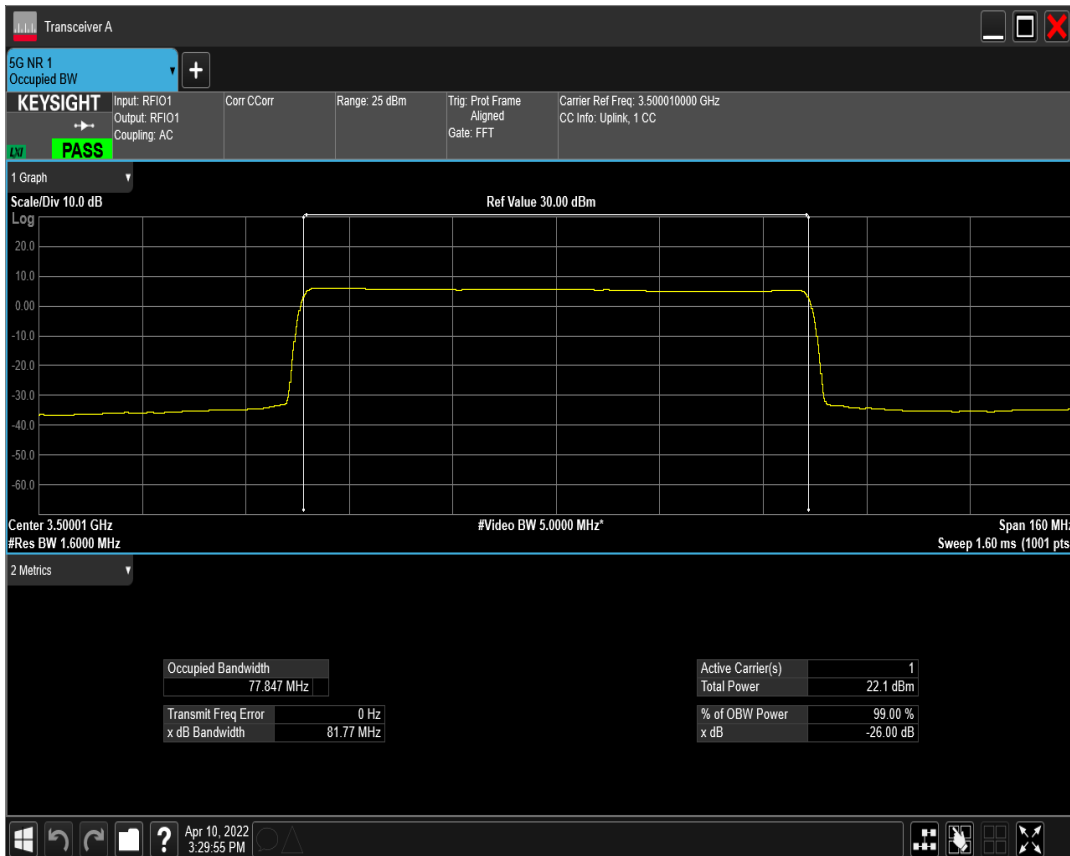 Transceiver A
5G NR 1
Occupied BW
KEYSIGHT
LXI
PASS
Input: RFIO1
Output: RFIO1
Coupling: AC
Corr CCorr
Range: 25 dBm
Trig: Prot Frame
Aligned
Gate: FFT
Carrier Ref Freq: 3.500010000 GHz
CC Info: Uplink, 1 CC
1 Graph
Scale/Div 10.0 dB
Ref Value 30.00 dBm
Log
20.0
10.0
0.00
-10.0
-20.0
-30.0
-40.0
-50.0
-60.0
Center 3.50001 GHz
#Video BW 5.0000 MHz*
Span 160 MHz
#Res BW 1.6000 MHz
Sweep 1.60 ms (1001 pts
2 Metrics
Occupied Bandwidth
77.847 MHz
Transmit Freq Error 0 Hz
x dB Bandwidth 81.77 MHz
Active Carrier(s) 1
Total Power 22.1 dBm
% of OBW Power 99.00 %
x dB -26.00 dB
?
Apr 10, 2022
3:29:55 PM